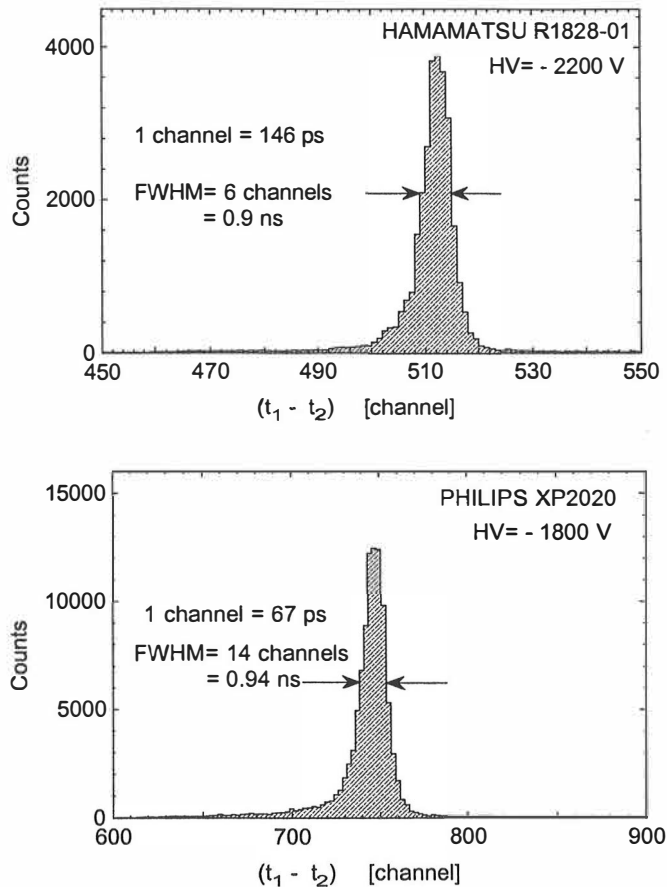 HAMAMATSU R1828-01
HV= - 2200 V
4000
1 channel = 146 ps
FWHM= 6 channels
= 0.9 ns
2000
Counts
0
450 470 490 510 530 550
(t1 - t2) [channel]
15000
PHILIPS XP2020
HV= - 1800 V
10000
1 channel = 67 ps
FWHM= 14 channels
= 0.94 ns
Counts
5000
0
600 700 800 900
(t1 - t2) [channel]